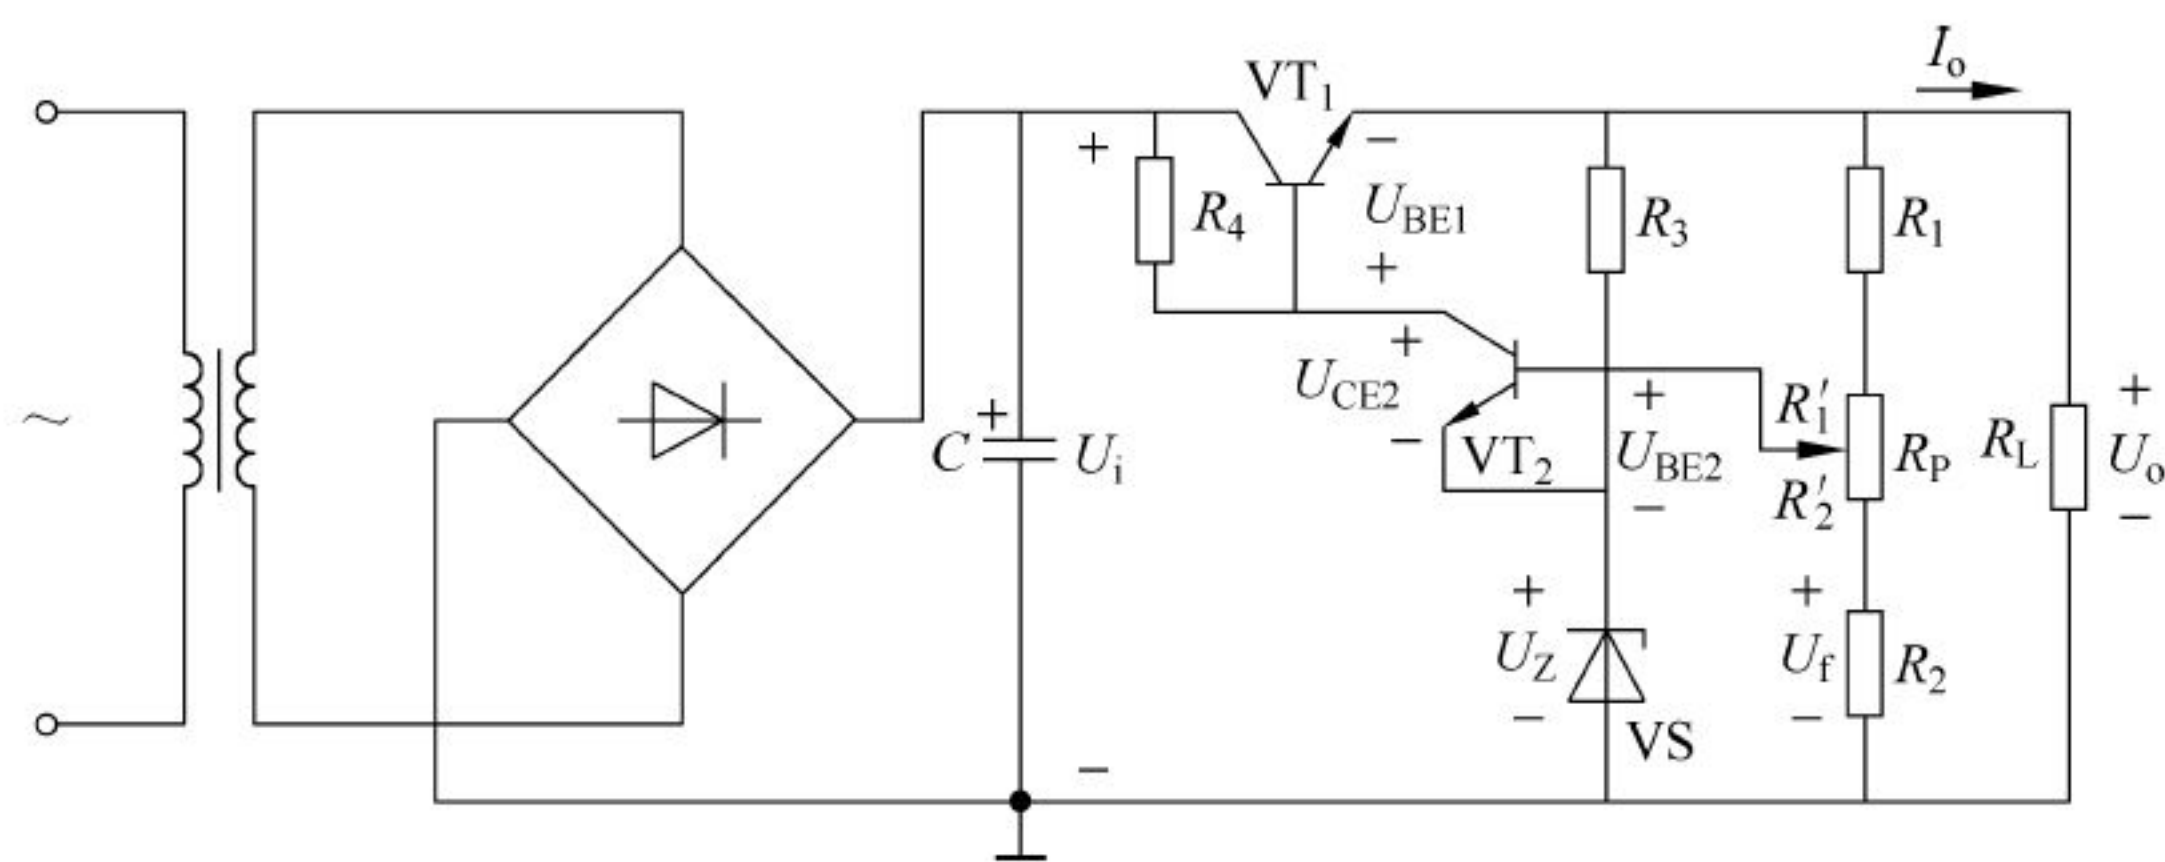 I_o
VT_1
+
−
R_4
U_BE1
R_3
R_1
+
+
U_CE2
−
VT_2
+
U_BE2
−
R'_1
R'_2
R_P
R_L
+
U_o
−
~
C
+
U_i
+
U_Z
−
VS
+
U_f
−
R_2
−